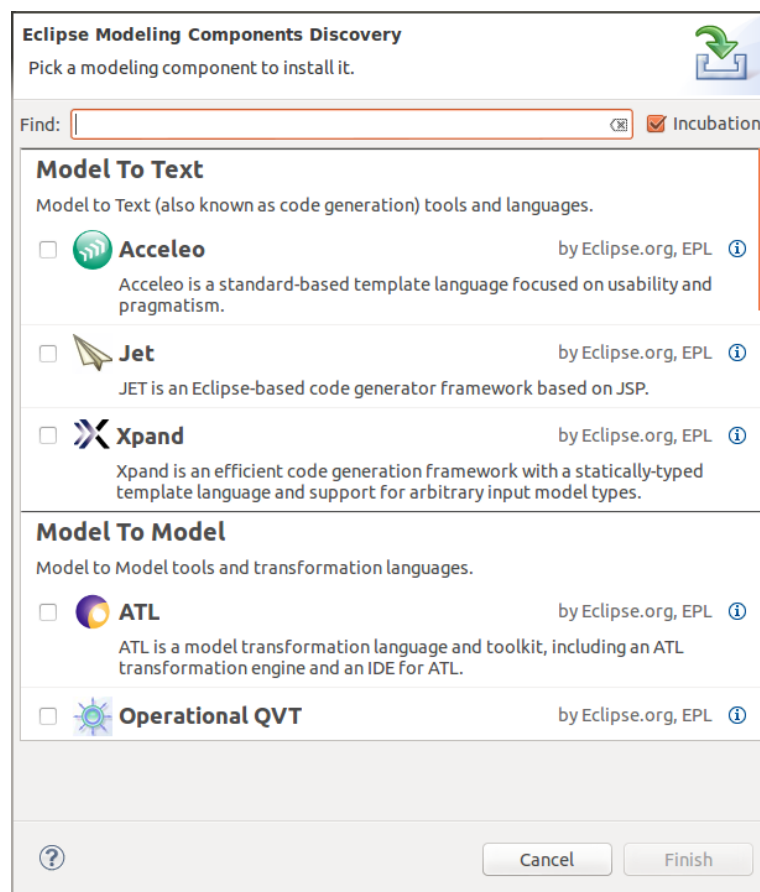 Eclipse Modeling Components Discovery
Pick a modeling component to install it.
Find:
Incubation
Model To Text
Model to Text (also known as code generation) tools and languages.
Acceleo by Eclipse.org, EPL
Acceleo is a standard-based template language focused on usability and
pragmatism.
Jet by Eclipse.org, EPL
JET is an Eclipse-based code generator framework based on JSP.
Xpand by Eclipse.org, EPL
Xpand is an efficient code generation framework with a statically-typed
template language and support for arbitrary input model types.
Model To Model
Model to Model tools and transformation languages.
ATL by Eclipse.org, EPL
ATL is a model transformation language and toolkit, including an ATL
transformation engine and an IDE for ATL.
Operational QVT by Eclipse.org, EPL
Cancel Finish